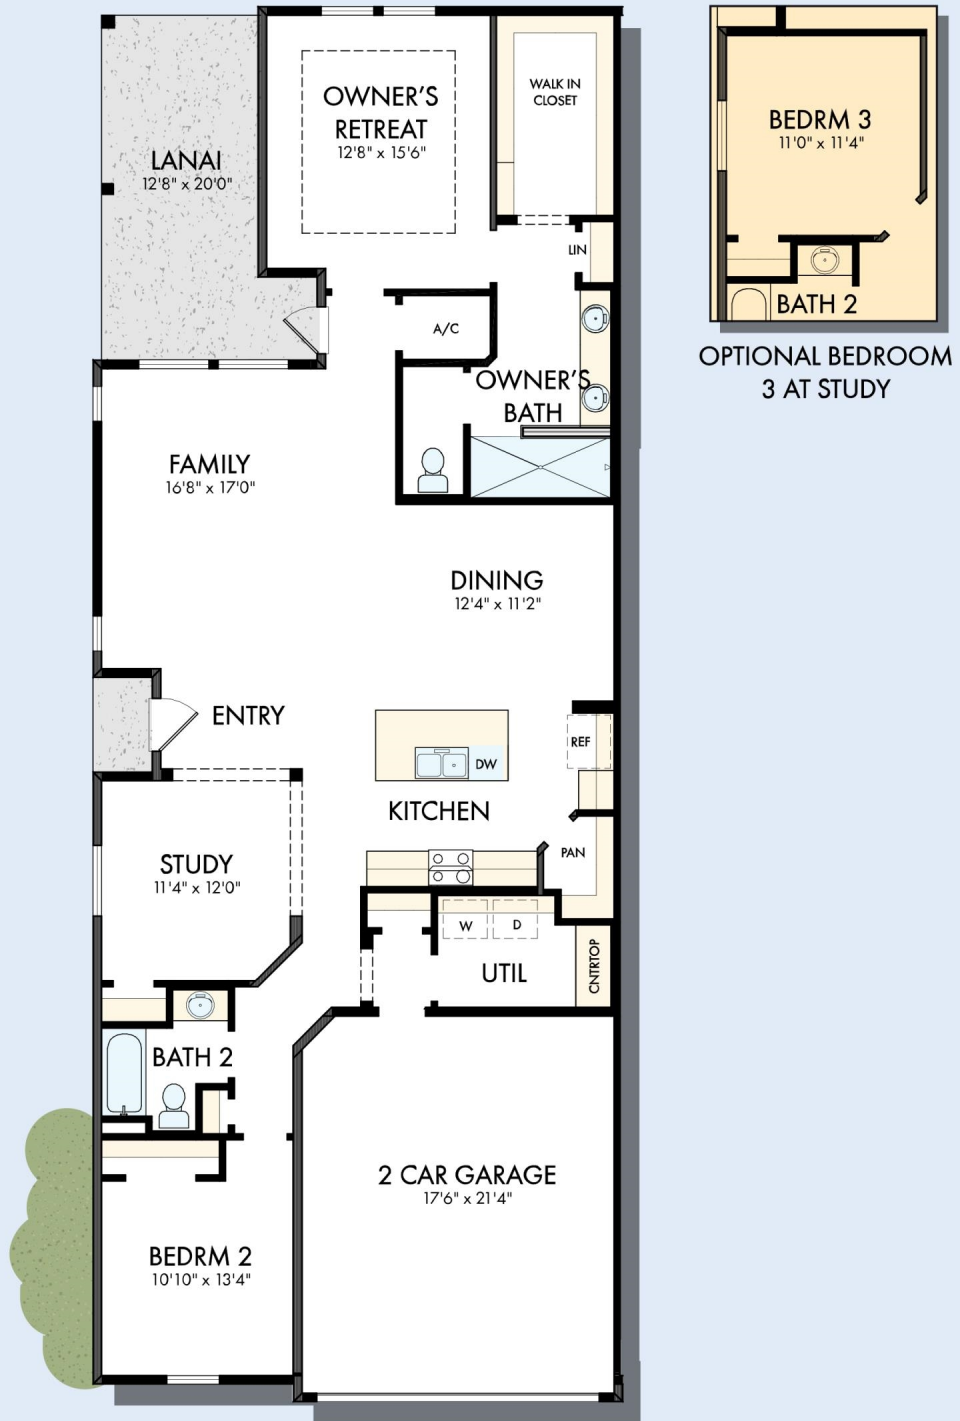 OWNER'S
RETREAT
12'8" x 15'6"
WALK IN
CLOSET
LANAI
12'8" x 20'0"
LIN
A/C
OWNER'S
BATH
FAMILY
16'8" x 17'0"
DINING
12'4" x 11'2"
ENTRY
REF
DW
KITCHEN
PAN
STUDY
11'4" x 12'0"
W
D
UTIL
CNTRTOP
BATH 2
2 CAR GARAGE
17'6" x 21'4"
BEDRM 2
10'10" x 13'4"
BEDRM 3
11'0" x 11'4"
BATH 2
OPTIONAL BEDROOM
3 AT STUDY